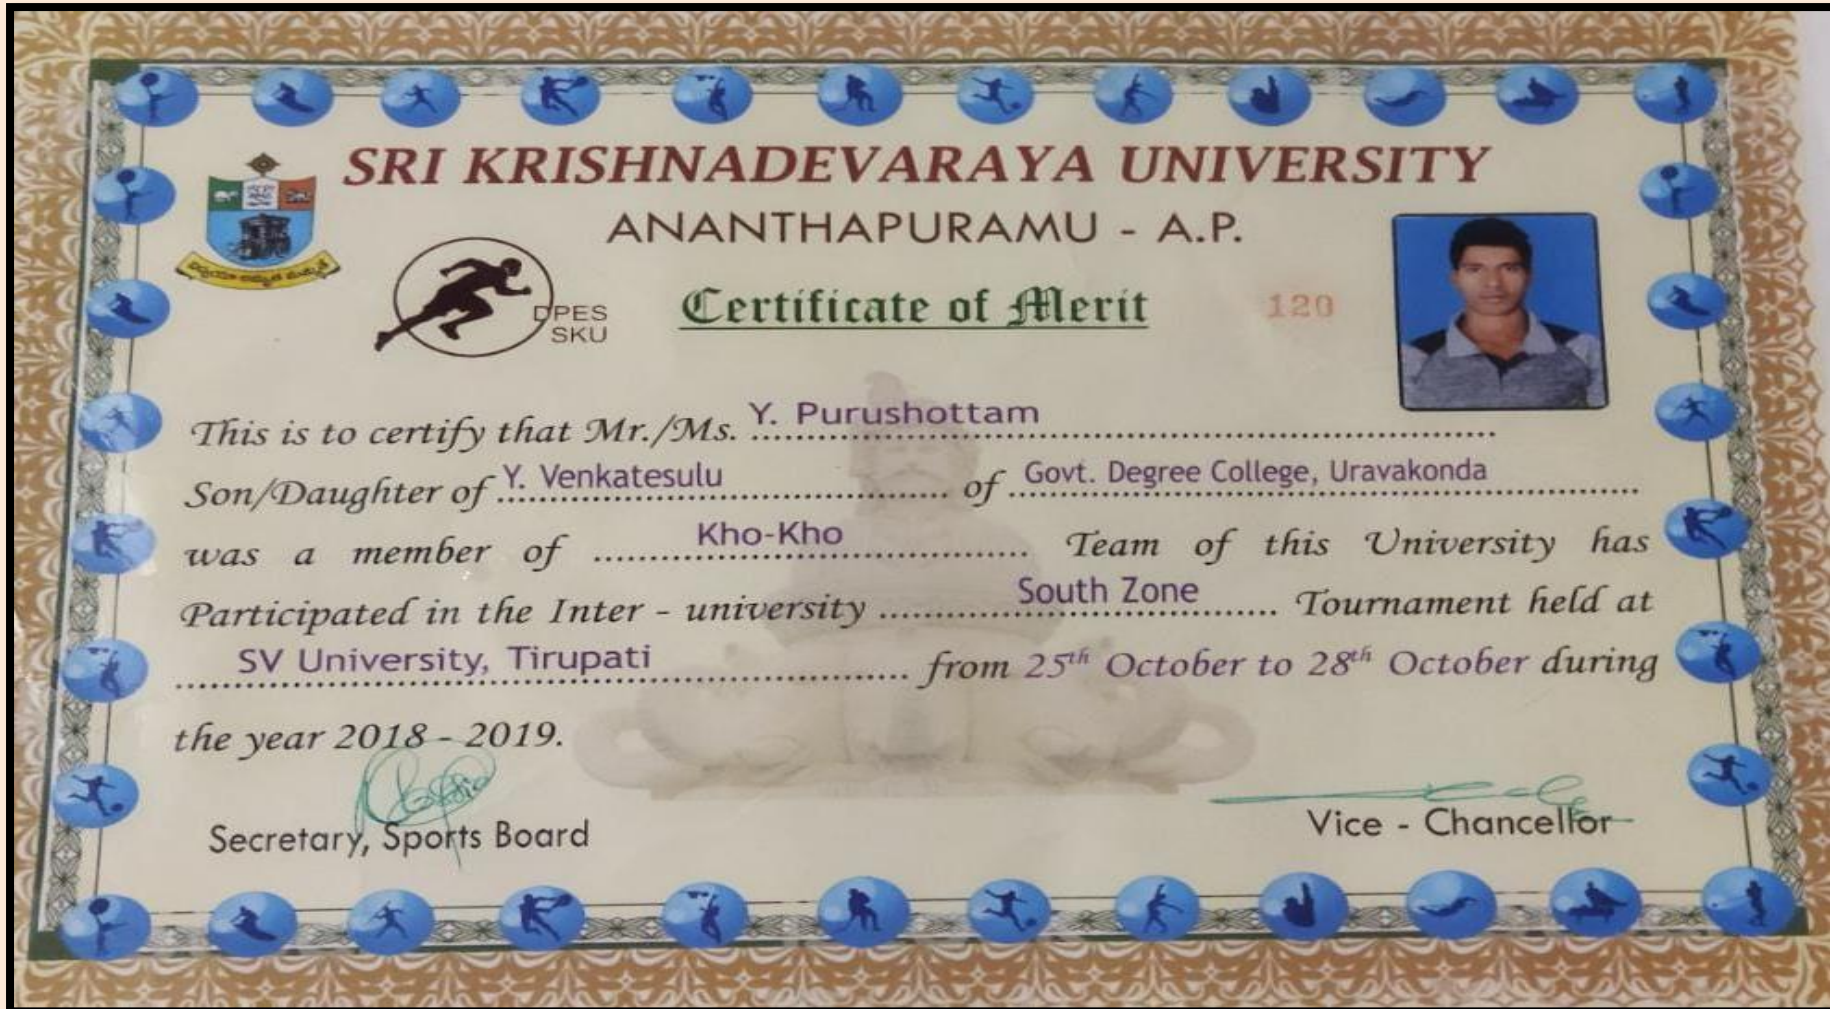 SRI KRISHNADEVARAYA UNIVERSITY
ANANTHAPURAMU - A.P.
DPES
SKU
Certificate of Merit
120
This is to certify that Mr./Ms. Y. Purushottam
Son/Daughter of Y. Venkatesulu of Govt. Degree College, Uravakonda
was a member of Kho-Kho Team of this University has
Participated in the Inter - university South Zone Tournament held at
SV University, Tirupati from 25th October to 28th October during
the year 2018 - 2019.
Secretary, Sports Board
Vice - Chancellor